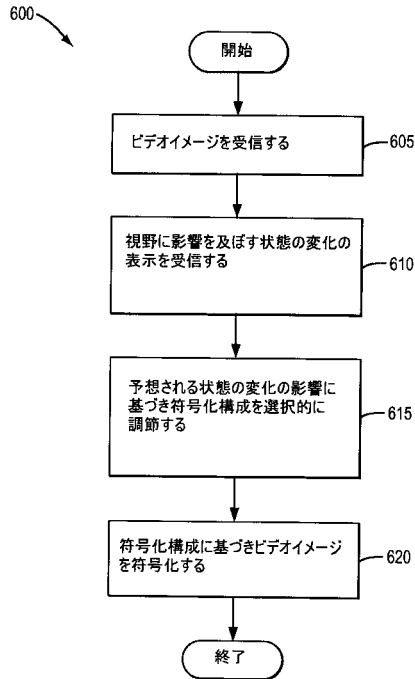 600
開始
ビデオイメージを受信する
605
視野に影響を及ぼす状態の変化の
表示を受信する
610
予想される状態の変化の影響に
基づき符号化構成を選択的に
調節する
615
符号化構成に基づきビデオイメージ
を符号化する
620
終了